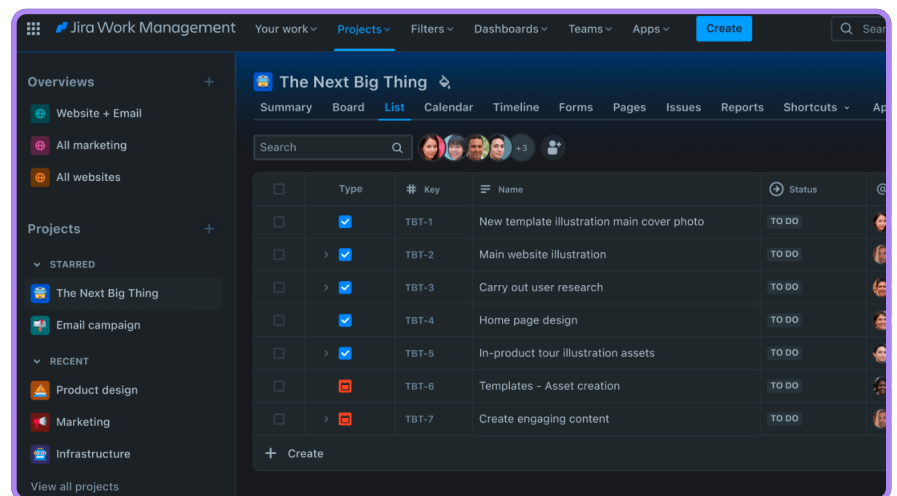 Jira Work Management Your work Projects Filters Dashboards Teams Apps Create
Overviews
Website + Email
All marketing
All websites
Projects
STARRED
The Next Big Thing
Email campaign
RECENT
Product design
Marketing
Infrastructure
View all projects
The Next Big Thing
Summary Board List Calendar Timeline Forms Pages Issues Reports Shortcuts
Search +3
Type # Key Name Status
TBT-1 New template illustration main cover photo TO DO
TBT-2 Main website illustration TO DO
TBT-3 Carry out user research TO DO
TBT-4 Home page design TO DO
TBT-5 In-product tour illustration assets TO DO
TBT-6 Templates - Asset creation TO DO
TBT-7 Create engaging content TO DO
+ Create